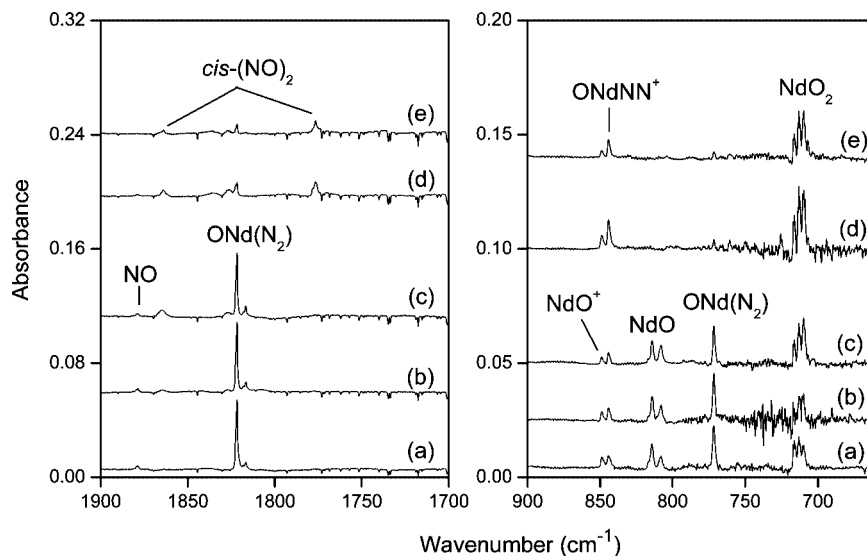 Absorbance
0.32
0.24
0.16
0.08
0.00
cis-(NO)2
(e)
(d)
ONd(N2)
NO
(c)
(b)
(a)
1900 1850 1800 1750 1700
0.20
0.15
0.10
0.05
0.00
ONdNN+
NdO2
(e)
(d)
NdO+
NdO
ONd(N2)
(c)
(b)
(a)
900 850 800 750 700
Wavenumber (cm-1)